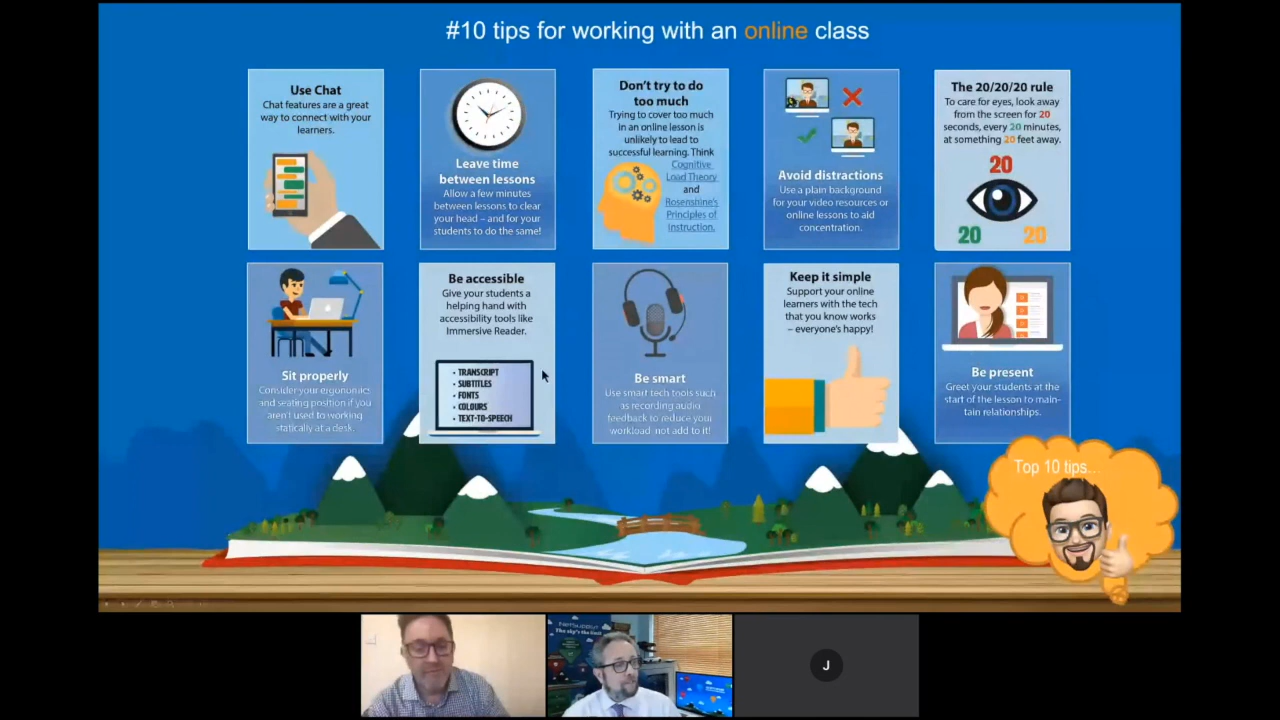 #10 tips for working with an online class
Use Chat
Chat features are a great
way to connect with your
learners.
Leave time
between lessons
Allow a few minutes
between lessons to clear
your head – and for your
students to do the same!
Don't try to do
too much
Trying to cover too much
in an online lesson is
unlikely to lead to
successful learning. Think
Cognitive
Load Theory
and
Rosenshine's
Principles of
Instruction.
Avoid distractions
Use a plain background
for your video resources or
online lessons to aid
concentration.
The 20/20/20 rule
To care for eyes, look away
from the screen for 20
seconds, every 20 minutes,
at something 20 feet away.
20
20
20
Sit properly
Consider your ergonomics
and seating position if you
aren't used to working
statically at a desk.
Be accessible
Give your students a
helping hand with
accessibility tools like
Immersive Reader.
• TRANSCRIPT
• SUBTITLES
• FONTS
• COLOURS
• TEXT-TO-SPEECH
Be smart
Use smart tech tools such
as recording audio
feedback to reduce your
workload not add to it!
Keep it simple
Support your online
learners with the tech
that you know works
– everyone's happy!
Be present
Greet your students at the
start of the lesson to main-
tain relationships.
Top 10 tips...
The sky's the limit
J